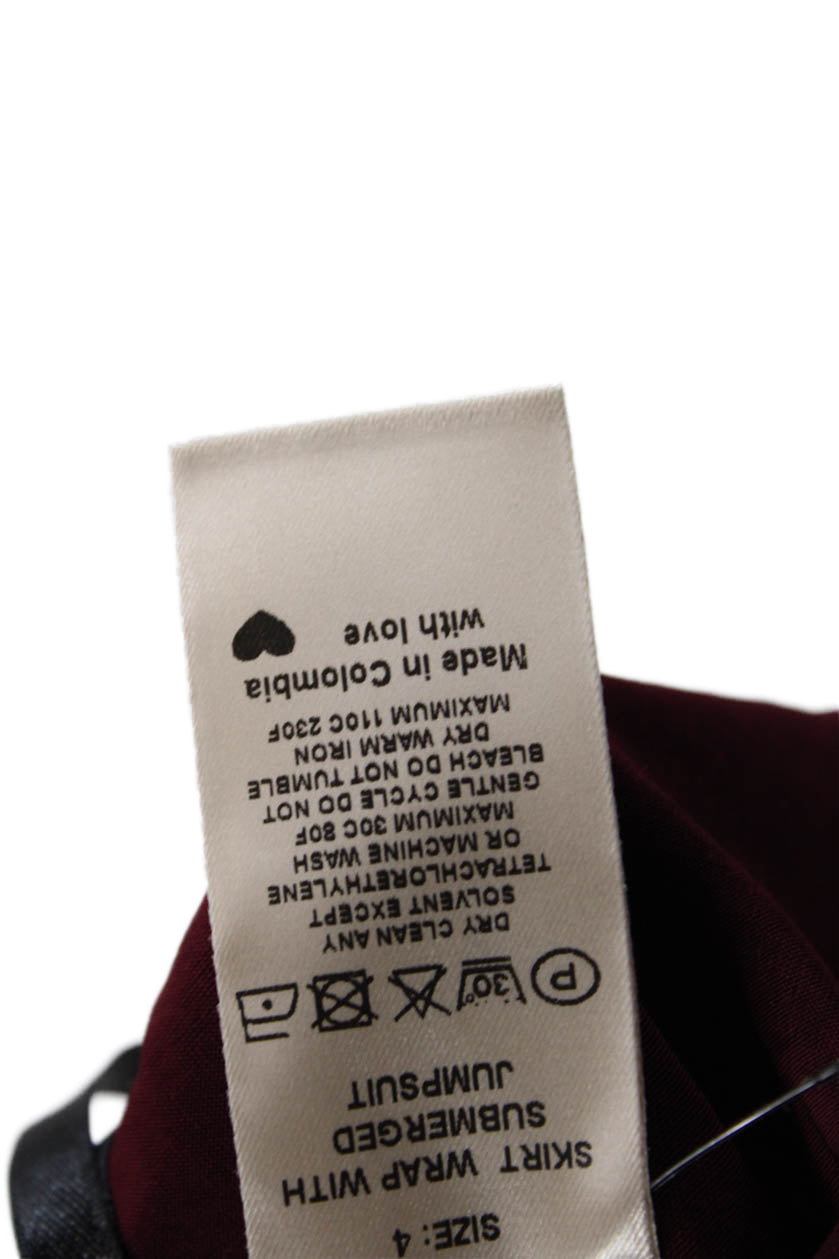 SIZE: 4
SKIRT WRAP WITH
SUBMERGED
JUMPSUIT
P 30°
DRY CLEAN ANY
SOLVENT EXCEPT
TETRACHLORETHYLENE
OR MACHINE WASH
MAXIMUM 30C 80F
GENTLE CYCLE DO NOT
BLEACH DO NOT TUMBLE
DRY WARM IRON
MAXIMUM 110C 230F
Made in Colombia
with love